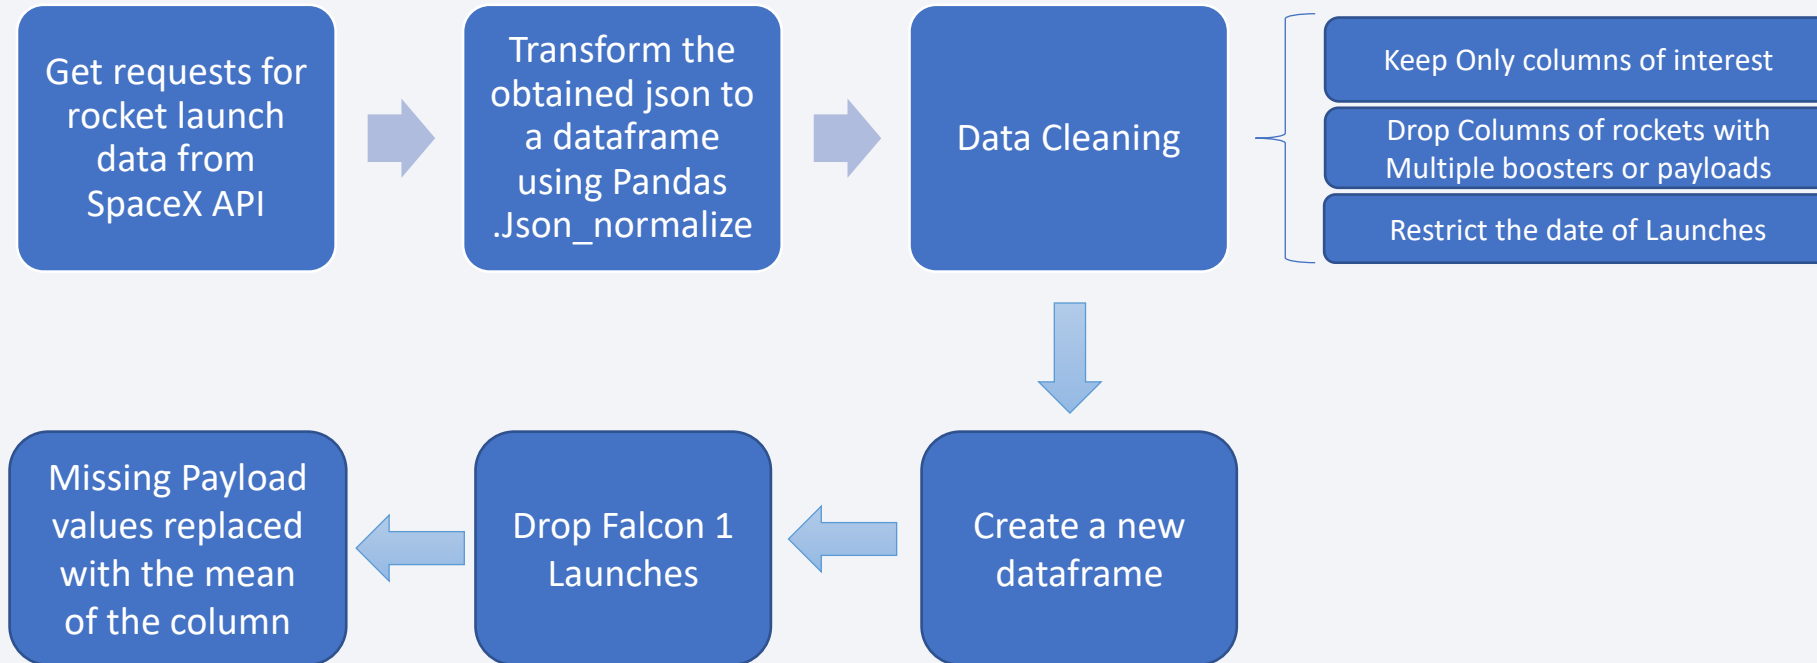 Get requests for
rocket launch
data from
SpaceX API
Transform the
obtained json to
a dataframe
using Pandas
.Json_normalize
Data Cleaning
Keep Only columns of interest
Drop Columns of rockets with
Multiple boosters or payloads
Restrict the date of Launches
Create a new
dataframe
Drop Falcon 1
Launches
Missing Payload
values replaced
with the mean
of the column